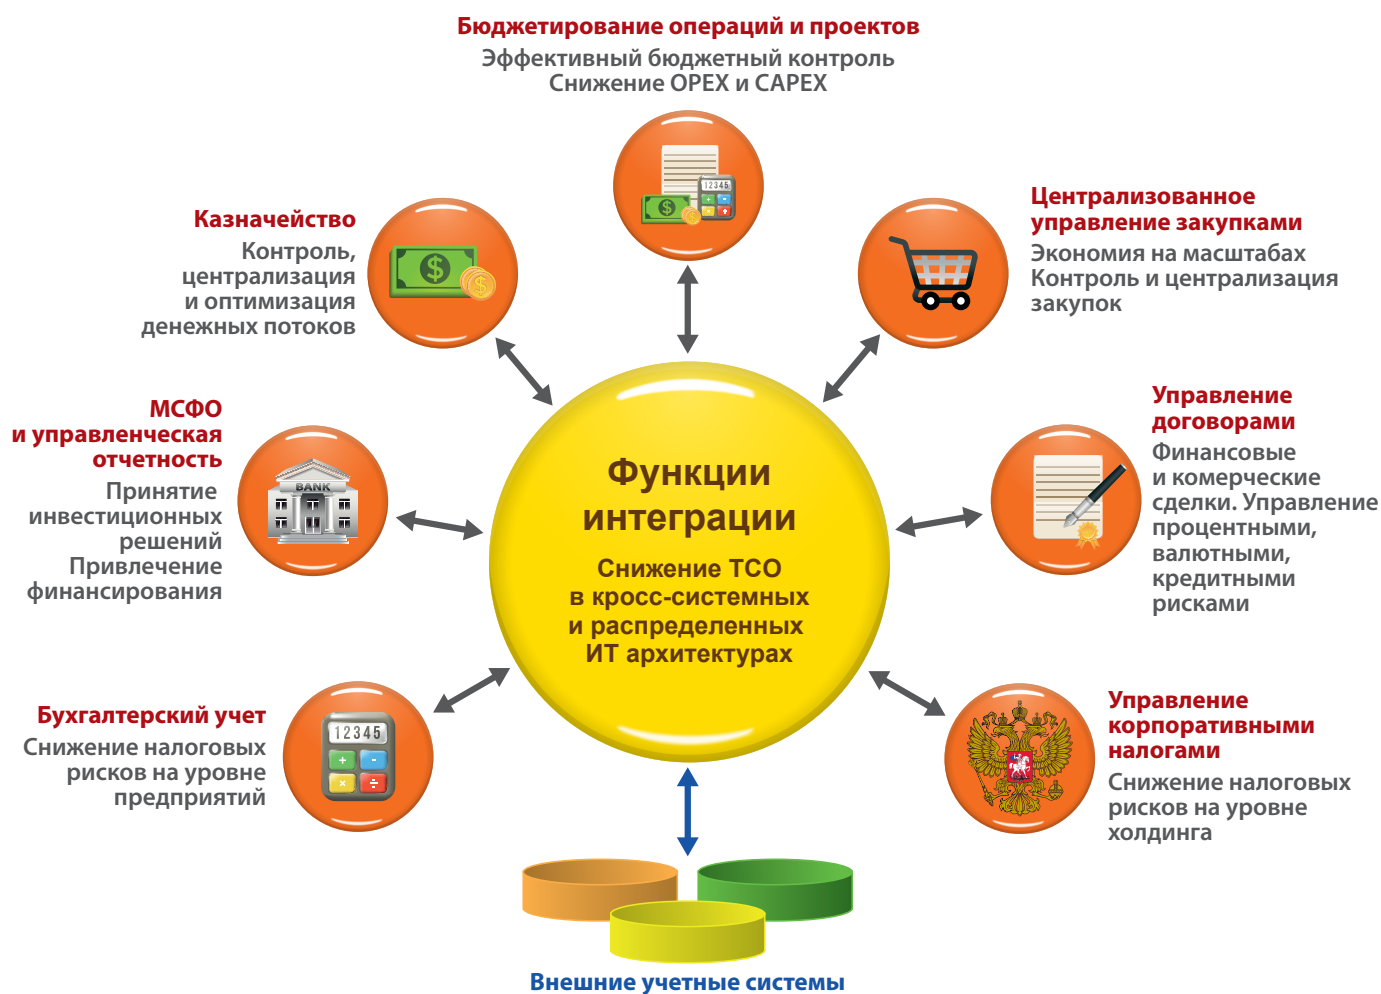 Бюджетирование операций и проектов
Эффективный бюджетный контроль
Снижение OPEX и CAPEX
12345
Казначейство
Контроль,
централизация
и оптимизация
денежных потоков
$
$
Централизованное
управление закупками
Экономия на масштабах
Контроль и централизация
закупок
МСФО
и управленческая
отчетность
Принятие
инвестиционных
решений
Привлечение
финансирования
BANK
Функции
интеграции
Снижение ТСО
в кросс-системных
и распределенных
ИТ архитектурах
Управление
договорами
Финансовые
и комерческие
сделки. Управление
процентными,
валютными,
кредитными
рисками
Бухгалтерский учет
Снижение налоговых
рисков на уровне
предприятий
12345
Управление
корпоративными
налогами
Снижение налоговых
рисков на уровне
холдинга
Внешние учетные системы